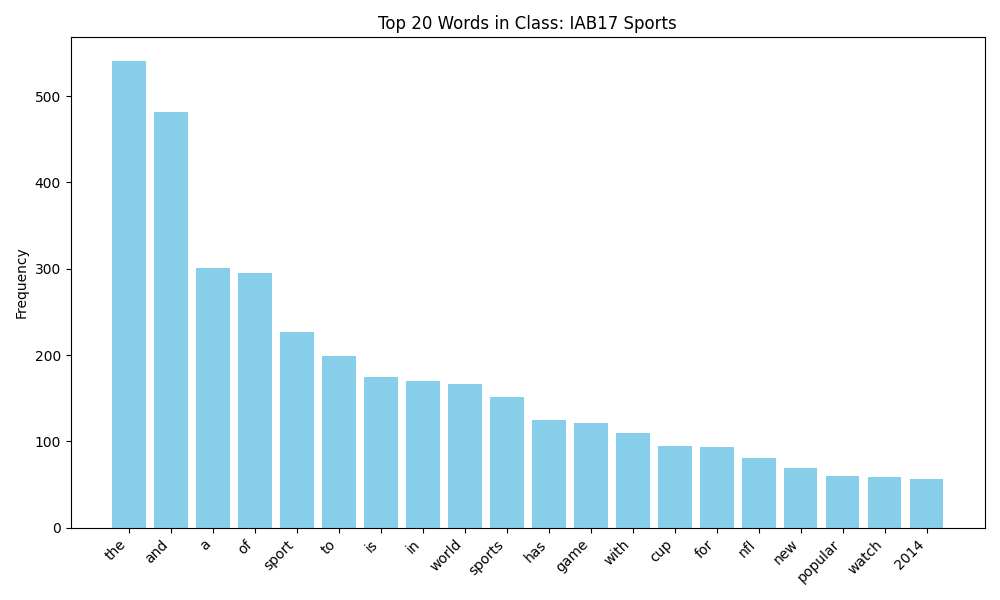 Top 20 Words in Class: IAB17 Sports
Frequency
500
400
300
200
100
0
the
and
a
of
sport
to
is
in
world
sports
has
game
with
cup
for
nfl
new
popular
watch
2014